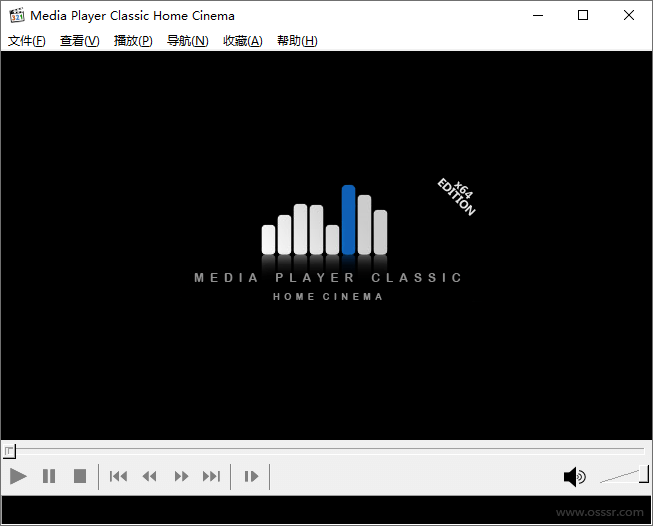 Media Player Classic Home Cinema
文件(F) 查看(V) 播放(P) 导航(N) 收藏(A) 帮助(H)
x64
EDITION
MEDIA PLAYER CLASSIC
HOME CINEMA
www.osssr.com